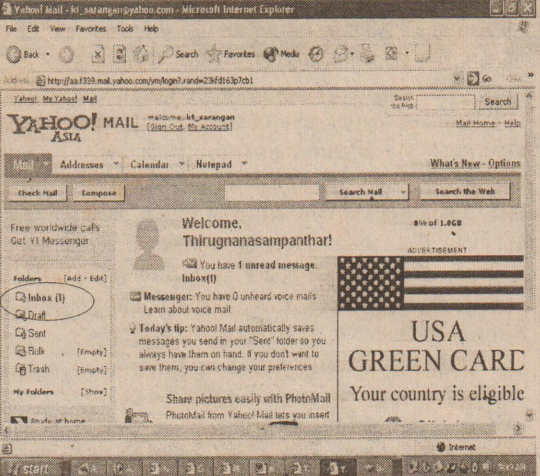 Yahoo! Mail - kt_sarangan@yahoo.com - Microsoft Internet Explorer
File Edit View Favorites Tools Help
Back Search Favorites Media
Address http://aa.f339.mail.yahoo.com/ym/login?.rand=23kfd163p7cb1 Go
Yahoo! My Yahoo! Mail
Search the Web Search
YAHOO! MAIL
ASIA
Welcome, kt_sarangan
[Sign Out, My Account]
Mail Home - Help
Mail Addresses Calendar Notepad
What's New - Options
Check Mail Compose Search Mail Search the Web
Free worldwide calls
Get Y! Messenger
Folders [Add - Edit]
Inbox (1)
Draft
Sent
Bulk [Empty]
Trash [Empty]
My Folders [Show]
Study at home
Welcome,
Thirugnanasampanthar!
You have 1 unread message:
Inbox(1)
Messenger: You have 0 unheard voice mails
Learn about voice mail
Today's tip: Yahoo! Mail automatically saves
messages you send in your "Sent" folder so you
always have them on hand. If you don't want to
save them, you can change your preferences
Share pictures easily with PhotoMail
PhotoMail from Yahoo! Mail lets you insert
of 1.0GB
ADVERTISEMENT
USA
GREEN CARD
Your country is eligible
Internet
start